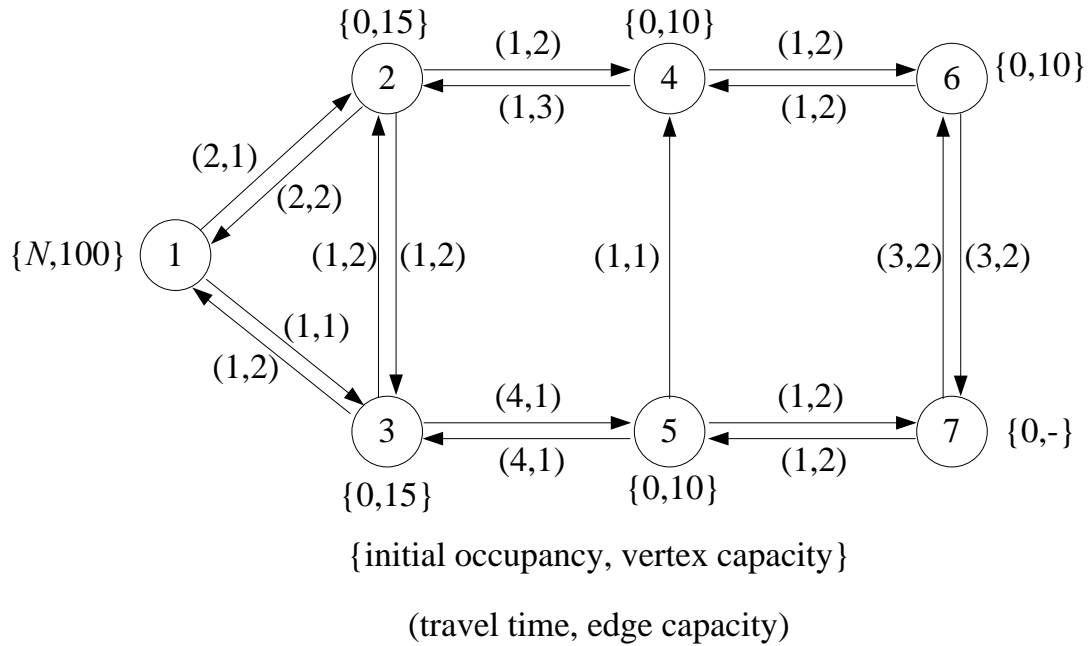 {0,15} {0,10}
(1,2) (1,2)
2 4 6 {0,10}
(1,3) (1,2)
(2,1)
(2,2)
{N,100} 1 (1,2) (1,2) (1,1) (3,2) (3,2)
(1,1)
(1,2)
(4,1) (1,2)
3 5 7 {0,-}
(4,1) (1,2)
{0,15} {0,10}
{initial occupancy, vertex capacity}
(travel time, edge capacity)